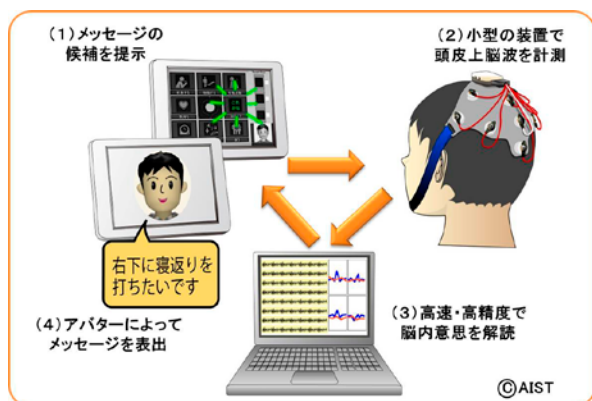 (1)メッセージの
候補を提示
(2)小型の装置で
頭皮上脳波を計測
右下に寝返りを
打ちたいです
(4)アバターによって
メッセージを表出
(3)高速・高精度で
脳内意思を解読
©AIST